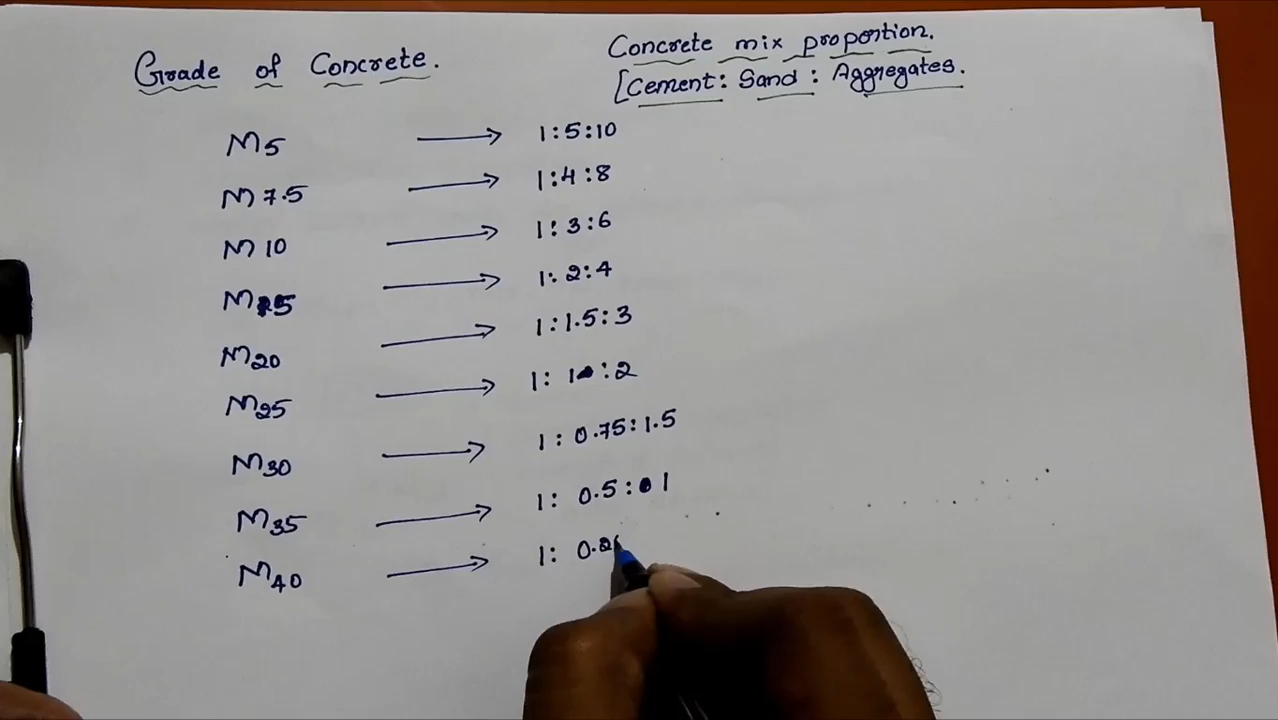 Grade of Concrete. Concrete mix proportion.
[Cement: Sand : Aggregates.
M5 → 1:5:10
M 7.5 → 1:4:8
M 10 → 1:3:6
M15 → 1:2:4
M20 → 1:1.5:3
M25 → 1: 1 :2
M30 → 1: 0.75:1.5
M35 → 1: 0.5: 1
M40 → 1: